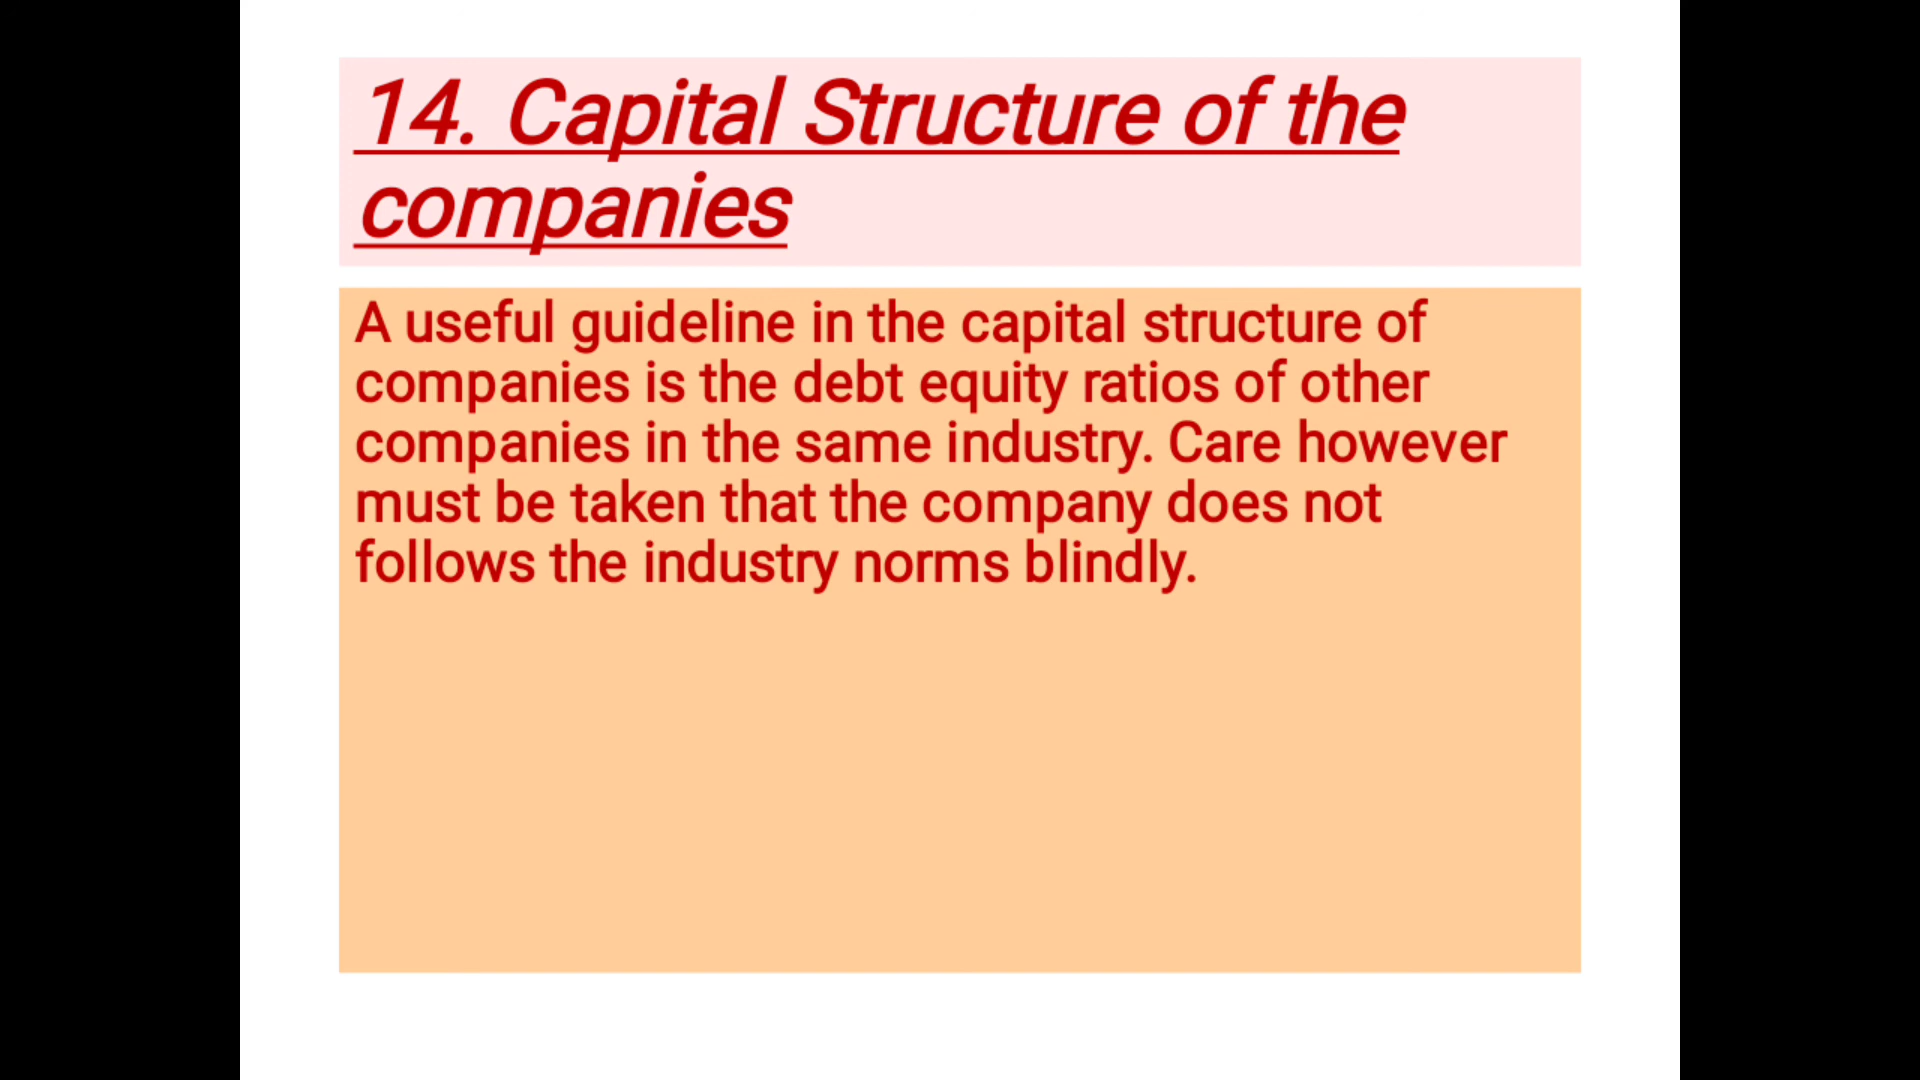 14. Capital Structure of the
companies
A useful guideline in the capital structure of
companies is the debt equity ratios of other
companies in the same industry. Care however
must be taken that the company does not
follows the industry norms blindly.